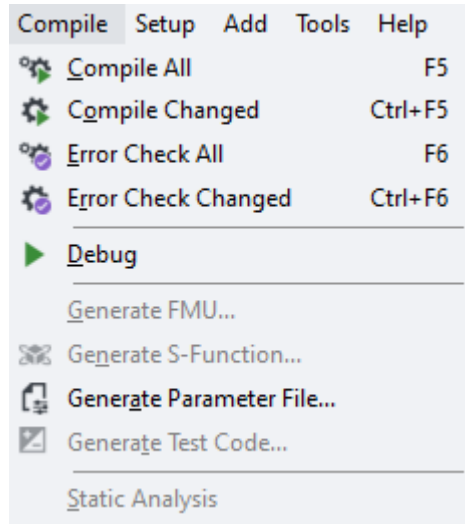 Compile Setup Add Tools Help
Compile All F5
Compile Changed Ctrl+F5
Error Check All F6
Error Check Changed Ctrl+F6
Debug
Generate FMU...
Generate S-Function...
Generate Parameter File...
Generate Test Code...
Static Analysis